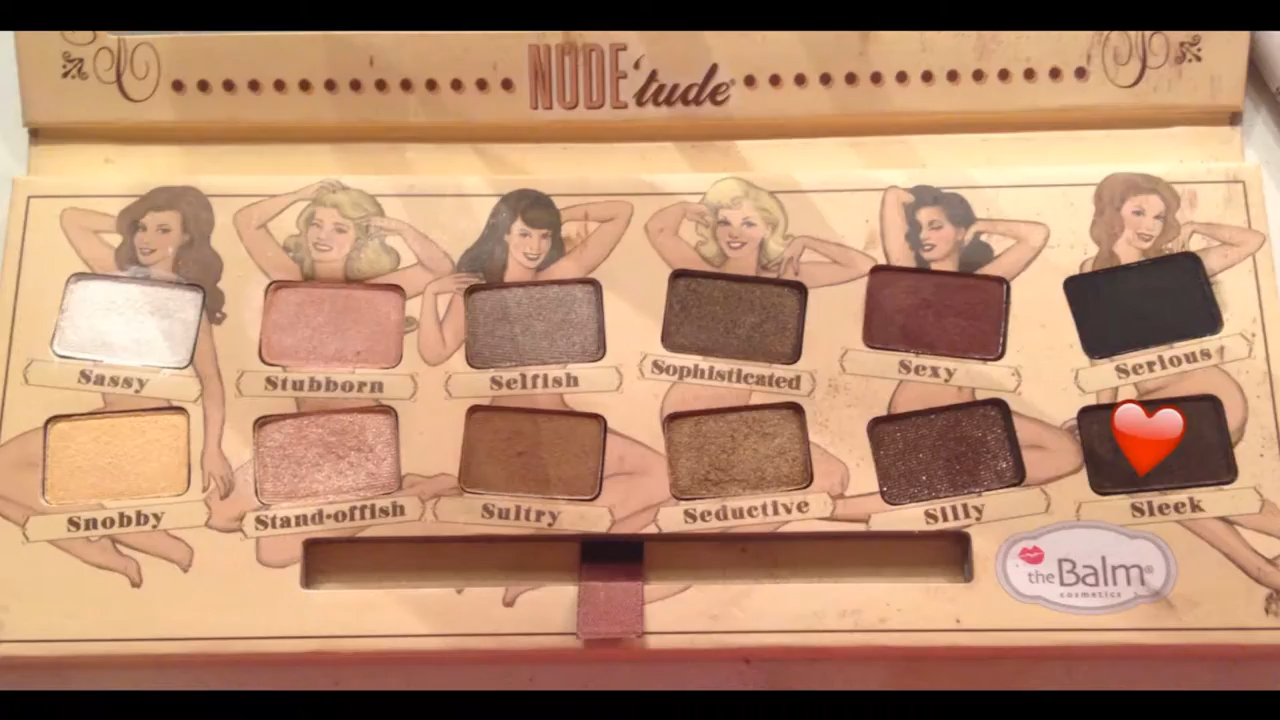 NUDE'tude®
Sassy
Stubborn
Selfish
Sophisticated
Sexy
Serious
Snobby
Stand-offish
Sultry
Seductive
Silly
Sleek
theBalm®
cosmetics